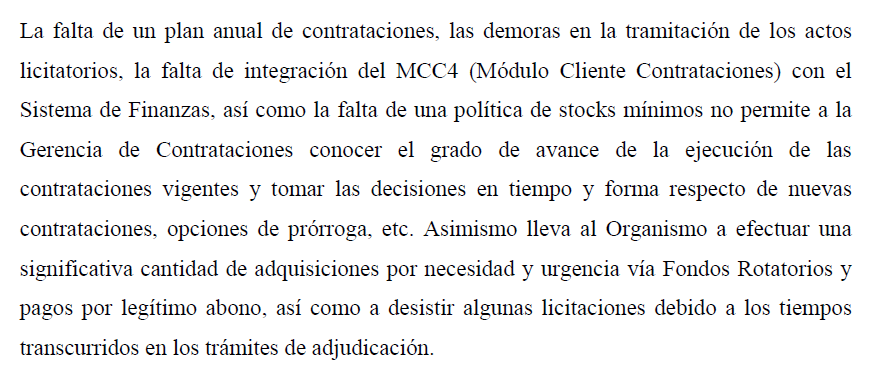 La falta de un plan anual de contrataciones, las demoras en la tramitación de los actos
licitatorios, la falta de integración del MCC4 (Módulo Cliente Contrataciones) con el
Sistema de Finanzas, así como la falta de una política de stocks mínimos no permite a la
Gerencia de Contrataciones conocer el grado de avance de la ejecución de las
contrataciones vigentes y tomar las decisiones en tiempo y forma respecto de nuevas
contrataciones, opciones de prórroga, etc. Asimismo lleva al Organismo a efectuar una
significativa cantidad de adquisiciones por necesidad y urgencia vía Fondos Rotatorios y
pagos por legítimo abono, así como a desistir algunas licitaciones debido a los tiempos
transcurridos en los trámites de adjudicación.